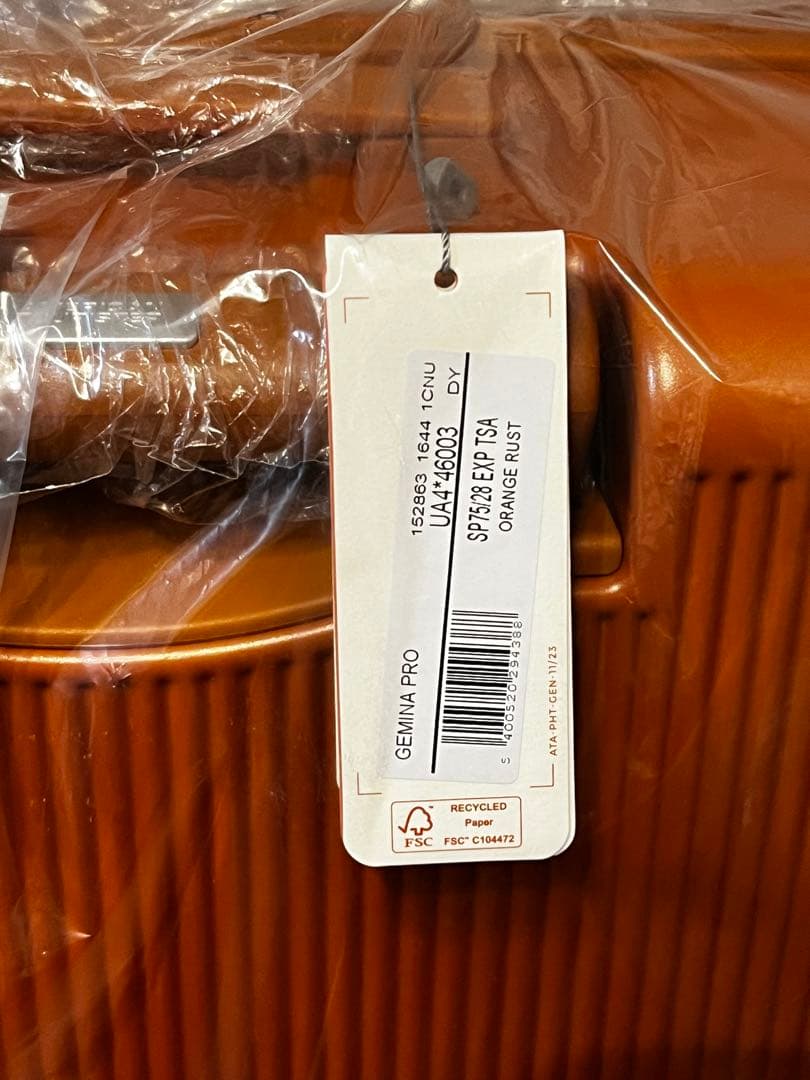 GEMINA PRO
152863 1644 1CNU
UA4*46003 DY
SP75/28 EXP TSA
ORANGE RUST
5 400520 294388
ATA-PHT-GEN-11/23
FSC™
RECYCLED
Paper
FSC™ C104472